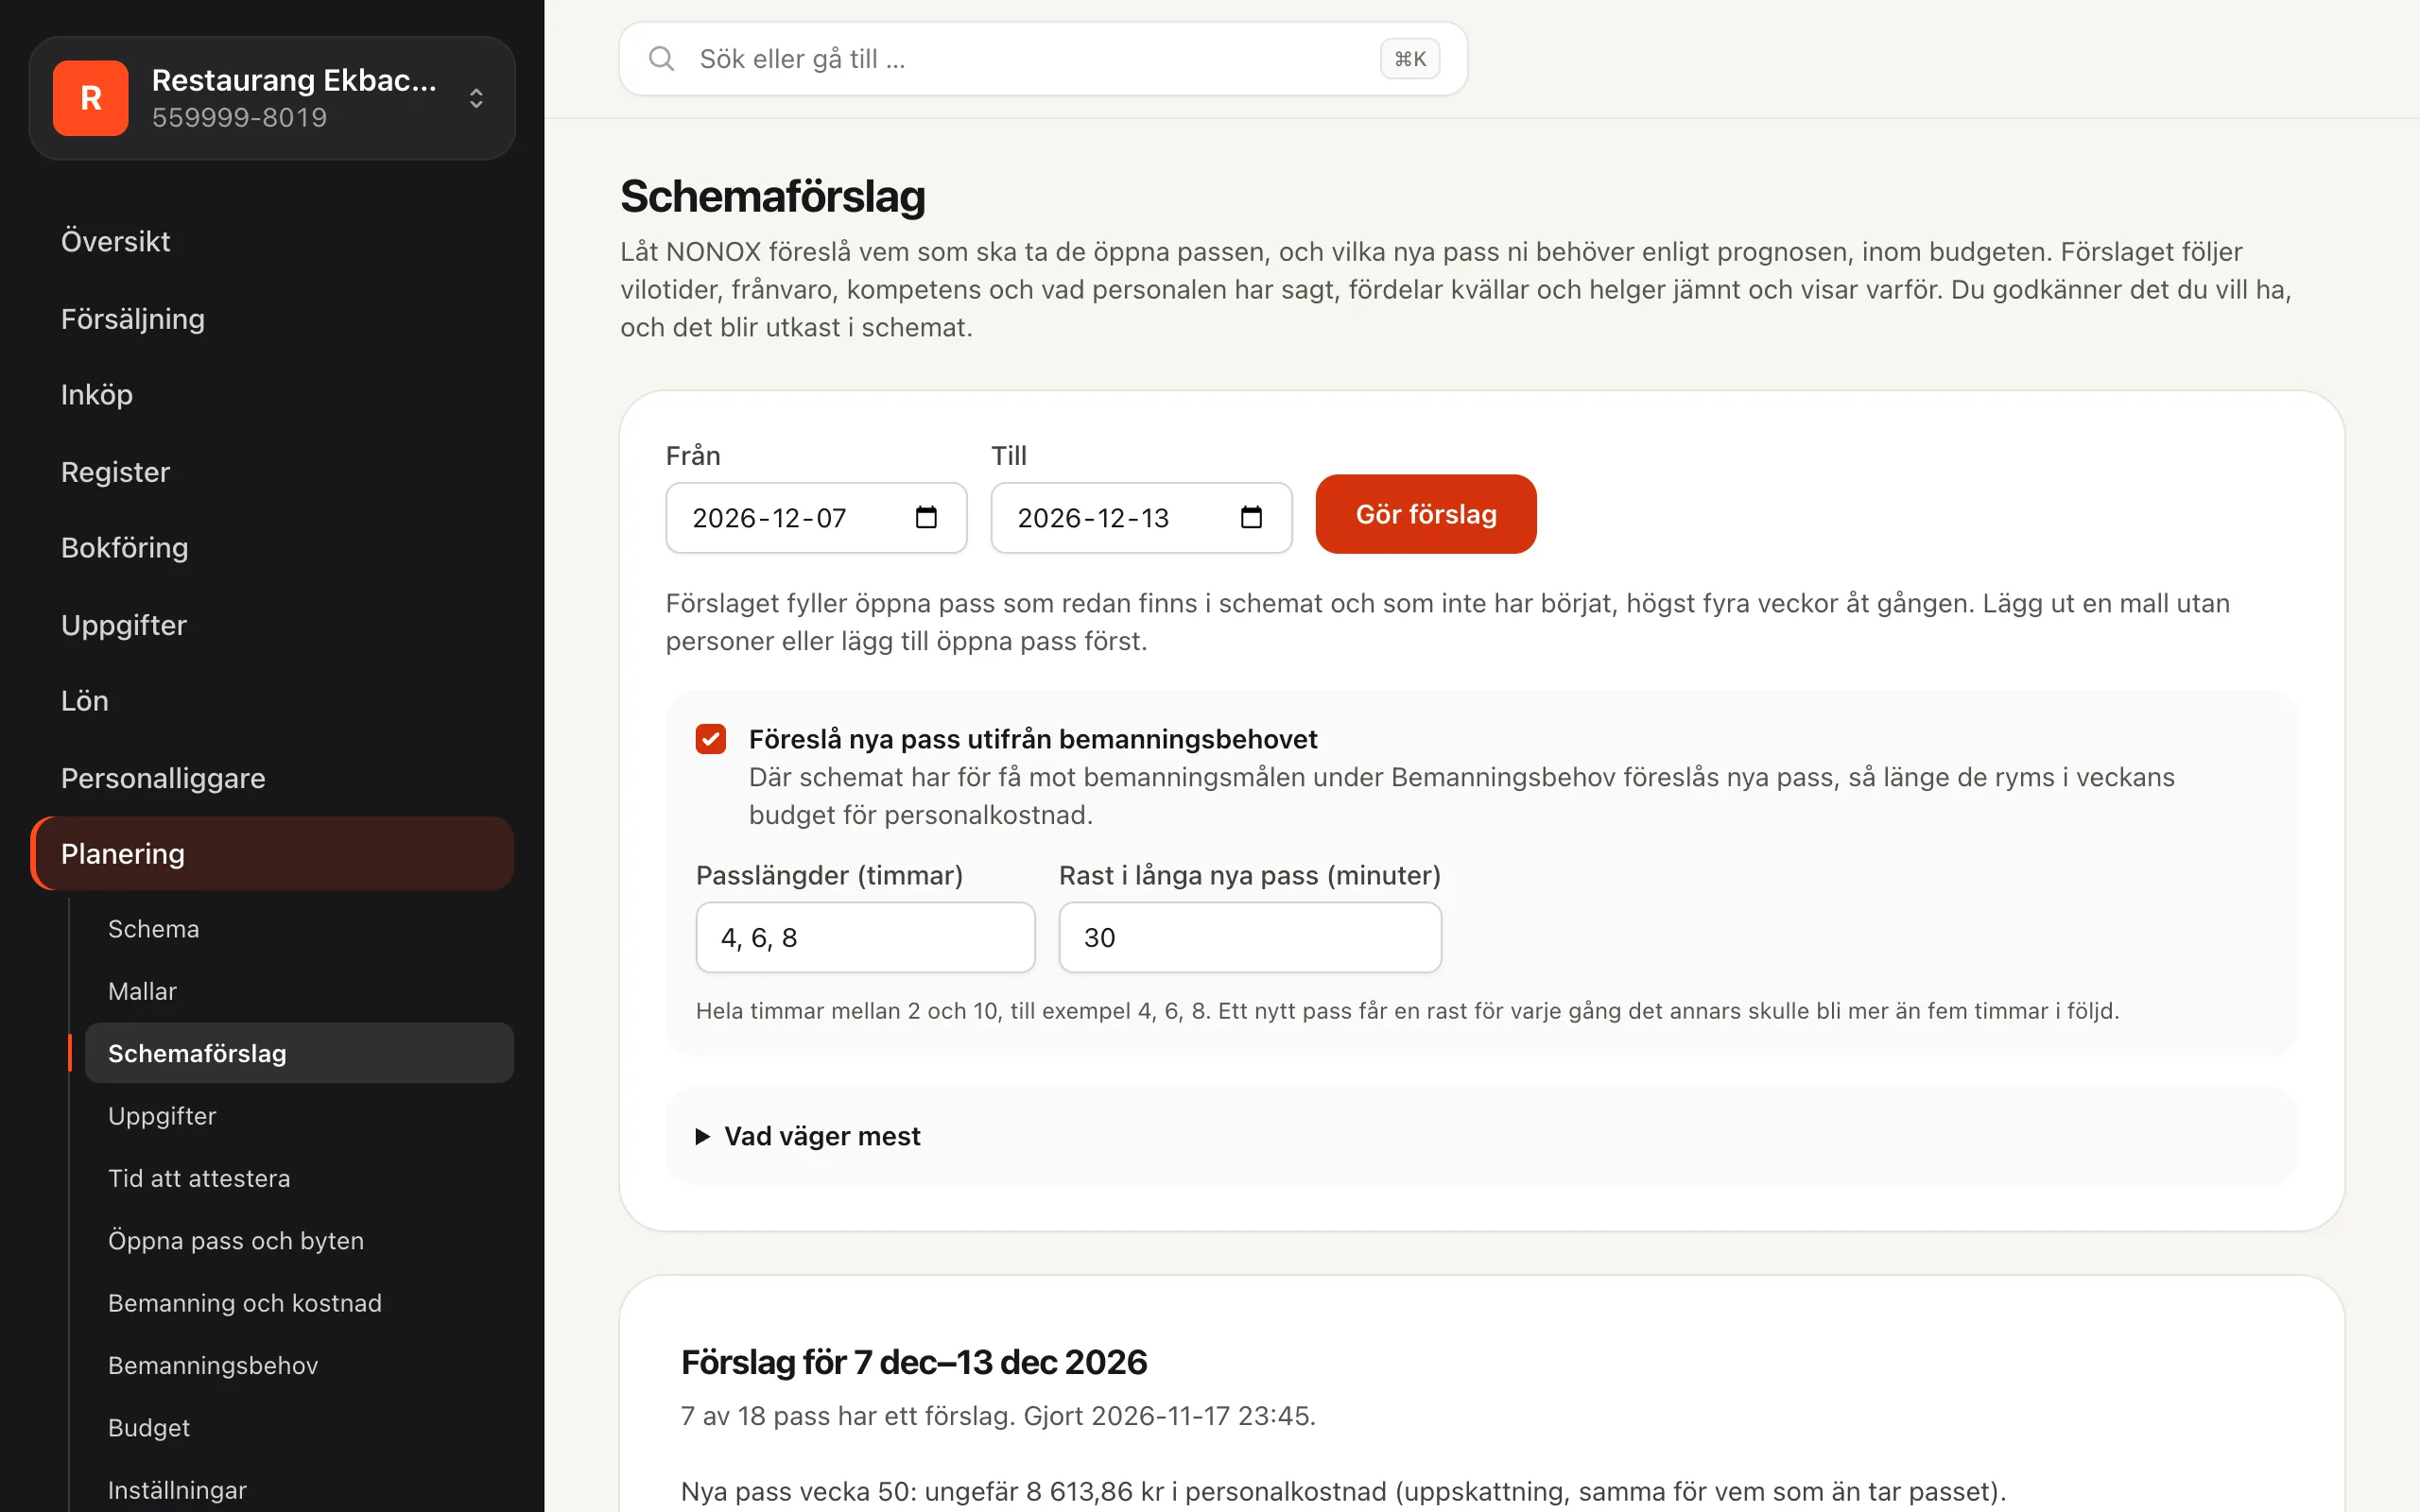 R
Restaurang Ekbac...
559999-8019
Översikt
Försäljning
Inköp
Register
Bokföring
Uppgifter
Lön
Personalliggare
Planering
Schema
Mallar
Schemaförslag
Uppgifter
Tid att attestera
Öppna pass och byten
Bemanning och kostnad
Bemanningsbehov
Budget
Inställningar
Sök eller gå till ...
⌘K
Schemaförslag
Låt NONOX föreslå vem som ska ta de öppna passen, och vilka nya pass ni behöver enligt prognosen, inom budgeten. Förslaget följer
vilotider, frånvaro, kompetens och vad personalen har sagt, fördelar kvällar och helger jämnt och visar varför. Du godkänner det du vill ha,
och det blir utkast i schemat.
Från
Till
2026-12-07
2026-12-13
Gör förslag
Förslaget fyller öppna pass som redan finns i schemat och som inte har börjat, högst fyra veckor åt gången. Lägg ut en mall utan
personer eller lägg till öppna pass först.
Föreslå nya pass utifrån bemanningsbehovet
Där schemat har för få mot bemanningsmålen under Bemanningsbehov föreslås nya pass, så länge de ryms i veckans
budget för personalkostnad.
Passlängder (timmar)
Rast i långa nya pass (minuter)
4, 6, 8
30
Hela timmar mellan 2 och 10, till exempel 4, 6, 8. Ett nytt pass får en rast för varje gång det annars skulle bli mer än fem timmar i följd.
Vad väger mest
Förslag för 7 dec–13 dec 2026
7 av 18 pass har ett förslag. Gjort 2026-11-17 23:45.
Nya pass vecka 50: ungefär 8 613,86 kr i personalkostnad (uppskattning, samma för vem som än tar passet).